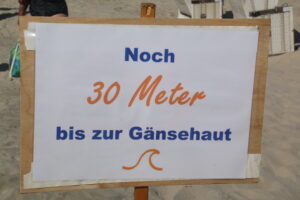 Noch
30 Meter
bis zur Gänsehaut